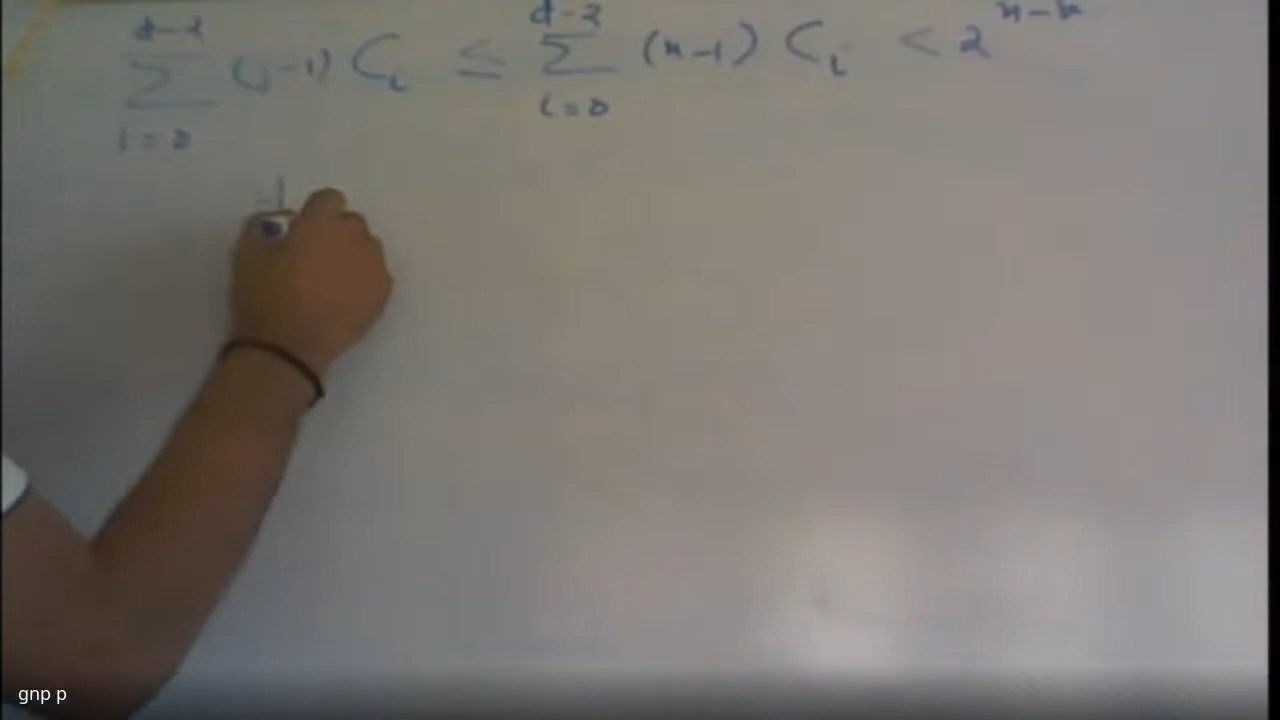 d-2 d-2 n-k
∑ (j-1) C_i ≤ ∑ (n-1) C_i < 2
i=0 i=0
gnp p